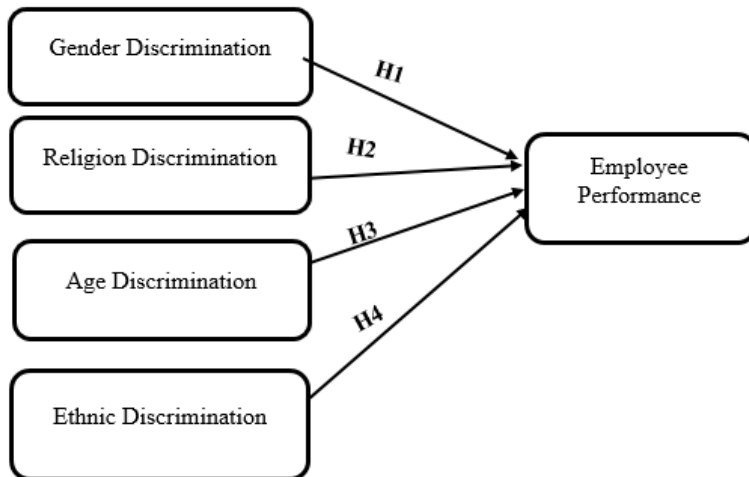 Gender Discrimination
H1
Religion Discrimination
H2
Employee
Performance
Age Discrimination
H3
Ethnic Discrimination
H4